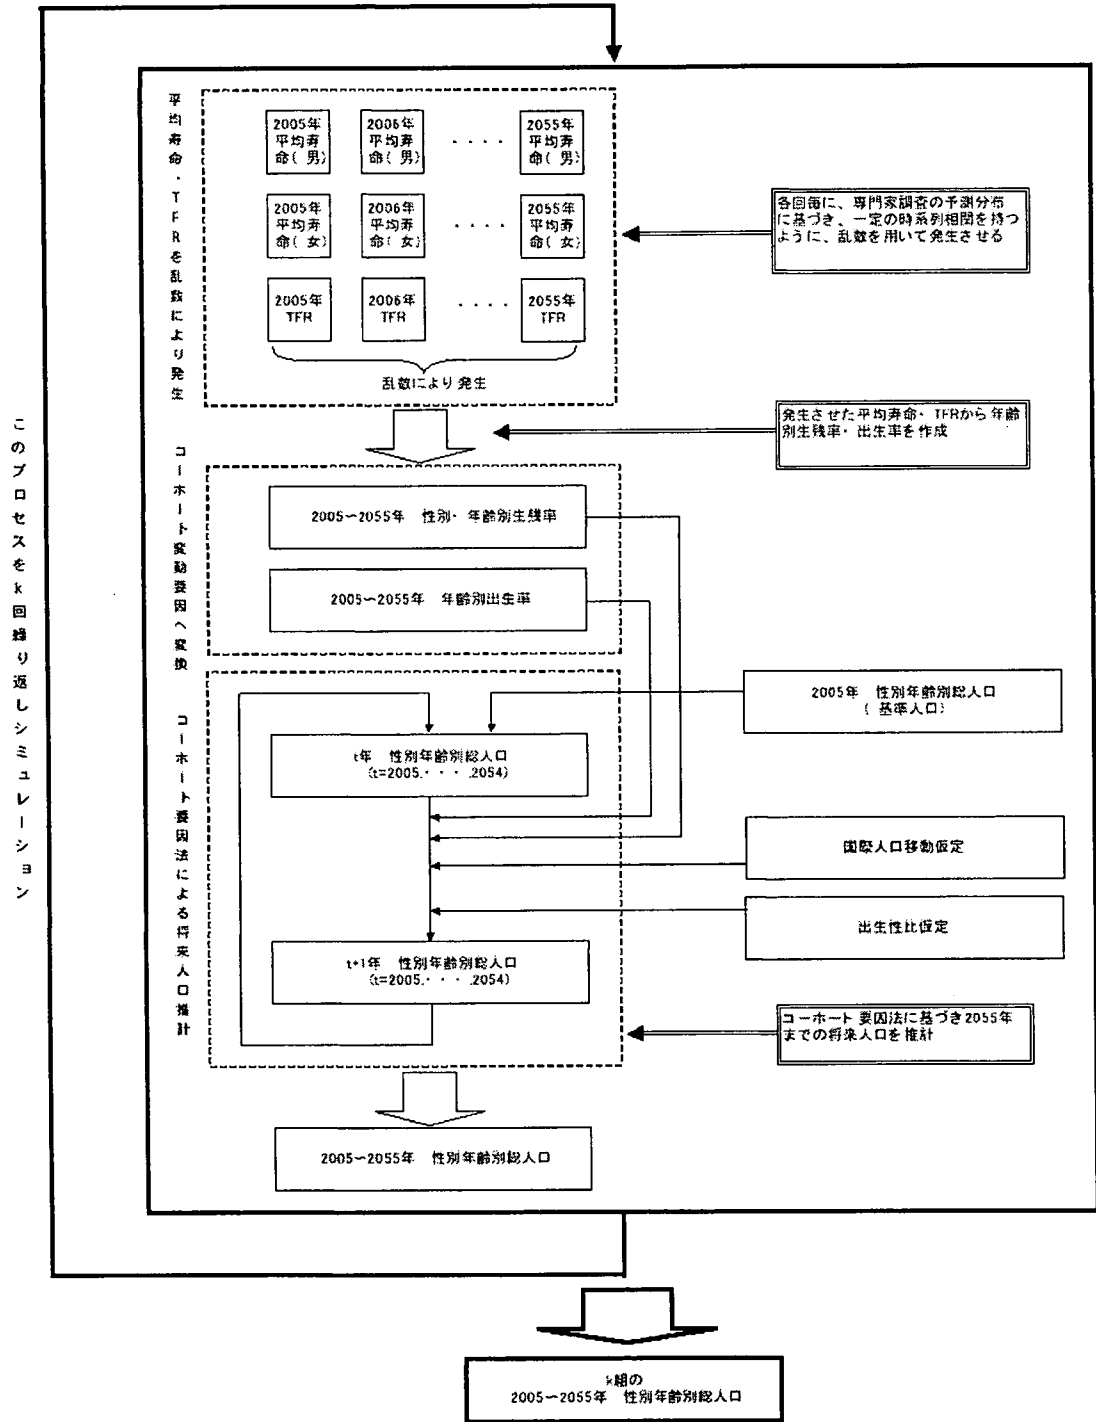 平均寿命・TFRを乱数により発生
2005年
平均寿
命( 男)
2006年
平均寿
命( 男)
・・・・
2055年
平均寿
命( 男)
2005年
平均寿
命( 女)
2006年
平均寿
命( 女)
・・・・
2055年
平均寿
命( 女)
2005年
TFR
2006年
TFR
・・・・
2055年
TFR
乱数により発生
各回毎に、専門家調査の予測分布
に基づき、一定の時系列相関を持つ
ように、乱数を用いて発生させる
発生させた平均寿命・TFRから年齢
別生残率・出生率を作成
コーホート変動要因へ変換
2005〜2055年 性別・年齢別生残率
2005〜2055年 年齢別出生率
このプロセスをk回繰り返しシミュレーション
コーホート要因法による将来人口推計
2005年 性別年齢別総人口
( 基準人口)
t年 性別年齢別総人口
(t=2005,・・・,2054)
国際人口移動仮定
出生性比仮定
t+1年 性別年齢別総人口
(t=2005,・・・,2054)
コーホート要因法に基づき2055年
までの将来人口を推計
2005〜2055年 性別年齢別総人口
k組の
2005〜2055年 性別年齢別総人口